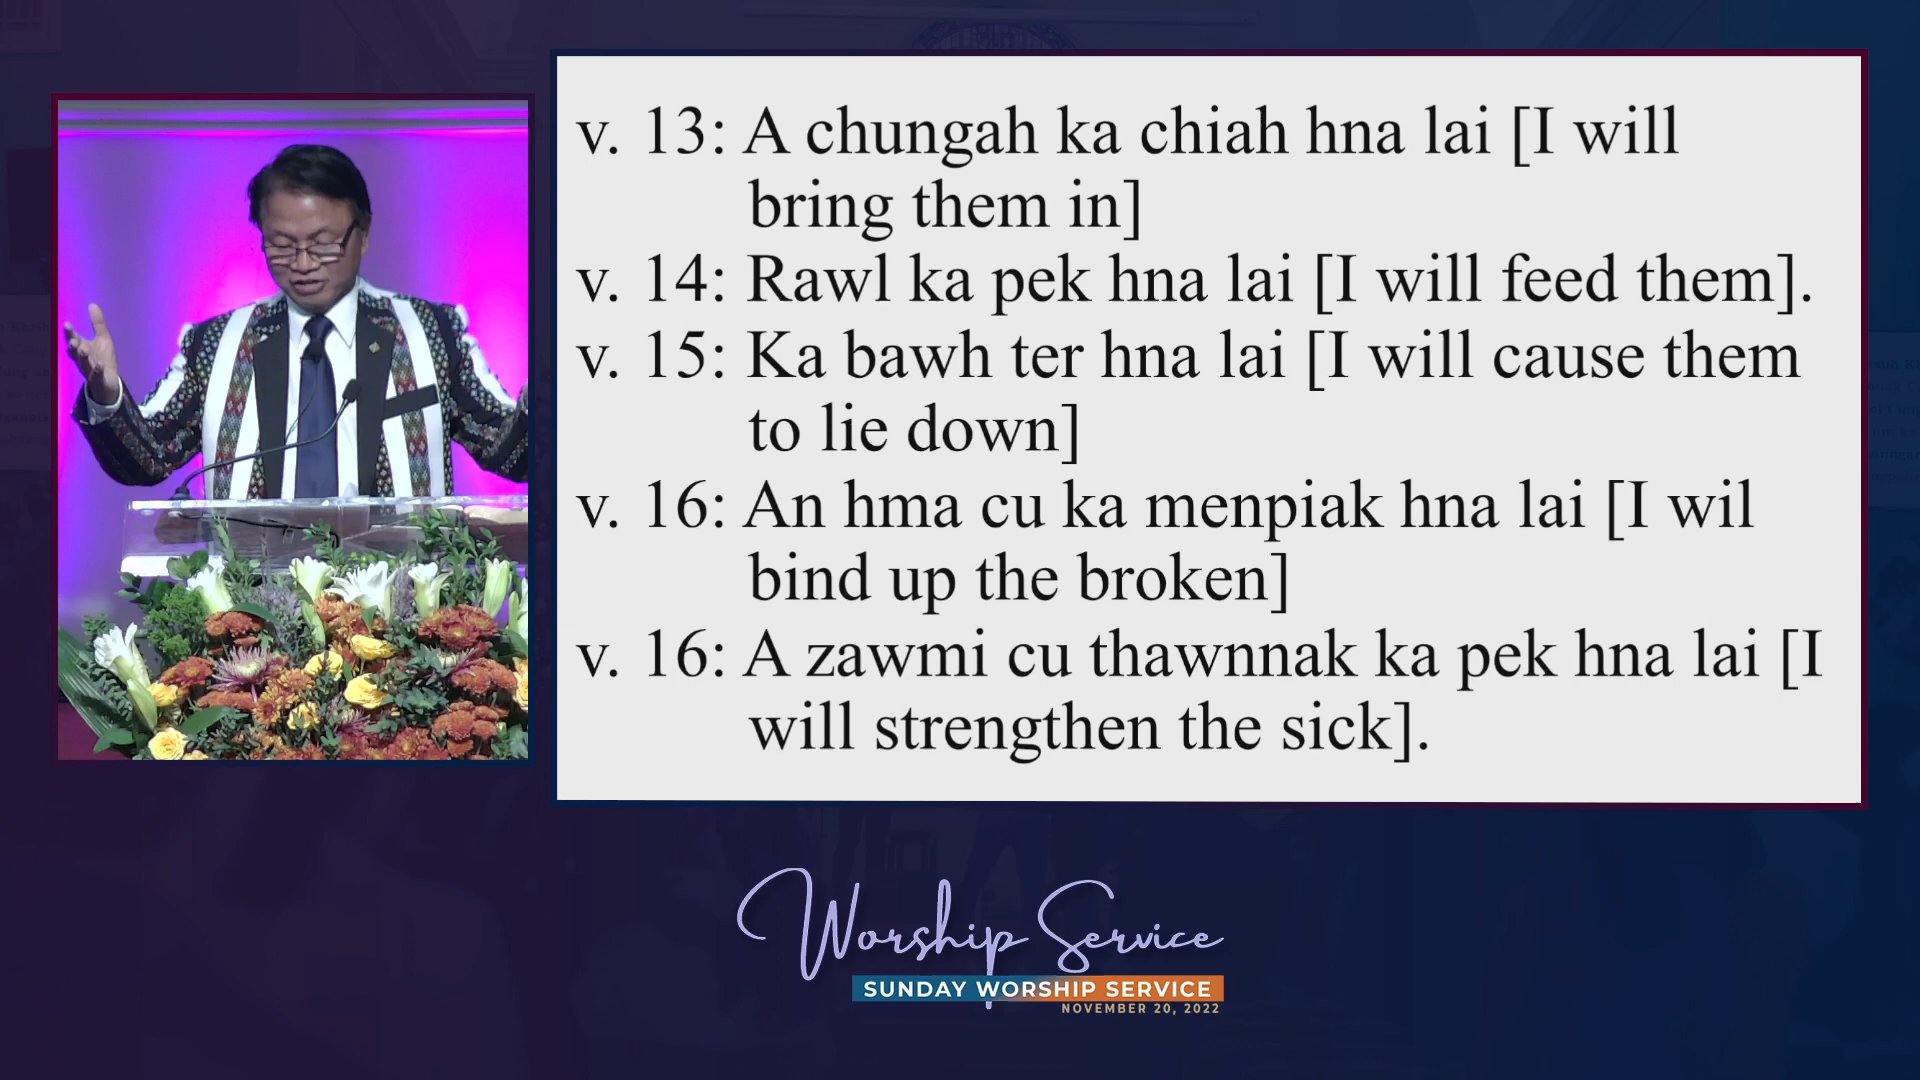 v. 13: A chungah ka chiah hna lai [I will
bring them in]
v. 14: Rawl ka pek hna lai [I will feed them].
v. 15: Ka bawh ter hna lai [I will cause them
to lie down]
v. 16: An hma cu ka menpiak hna lai [I wil
bind up the broken]
v. 16: A zawmi cu thawnnak ka pek hna lai [I
will strengthen the sick].
Worship Service
SUNDAY WORSHIP SERVICE
NOVEMBER 20, 2022